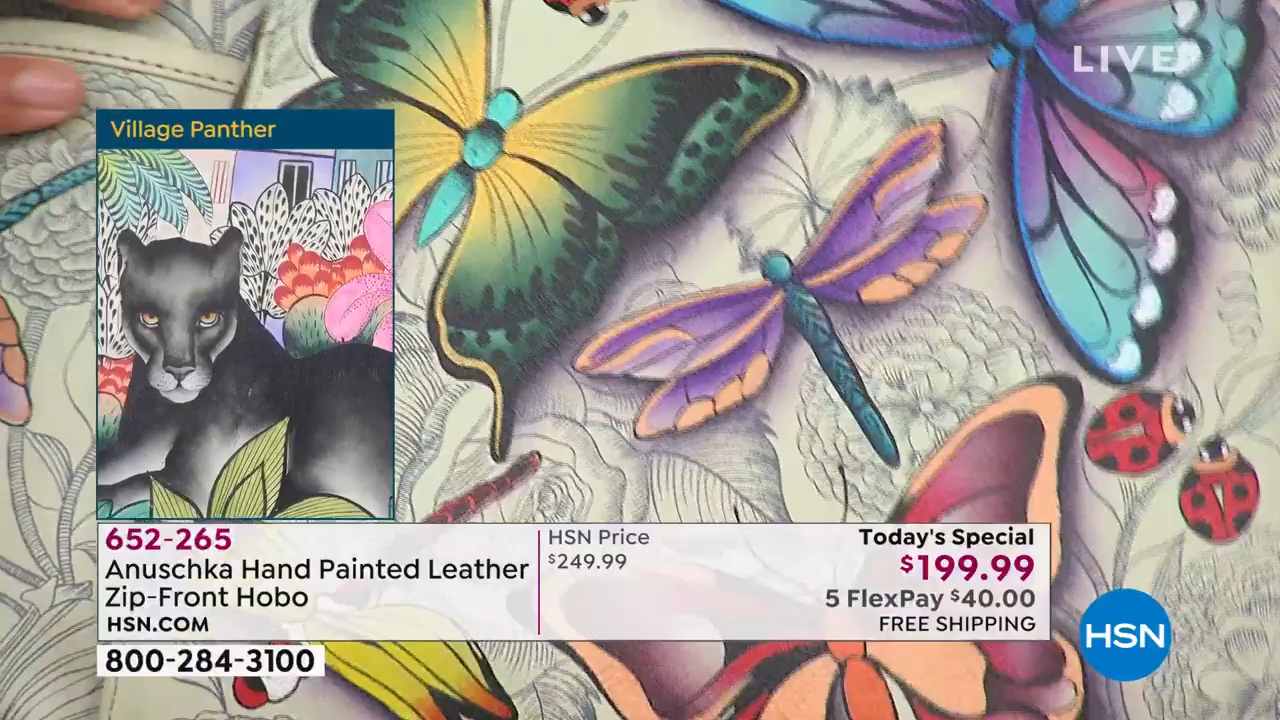 LIVE
Village Panther
652-265
Anuschka Hand Painted Leather
Zip-Front Hobo
HSN.COM
HSN Price
$249.99
Today's Special
$199.99
5 FlexPay $40.00
FREE SHIPPING
800-284-3100
HSN